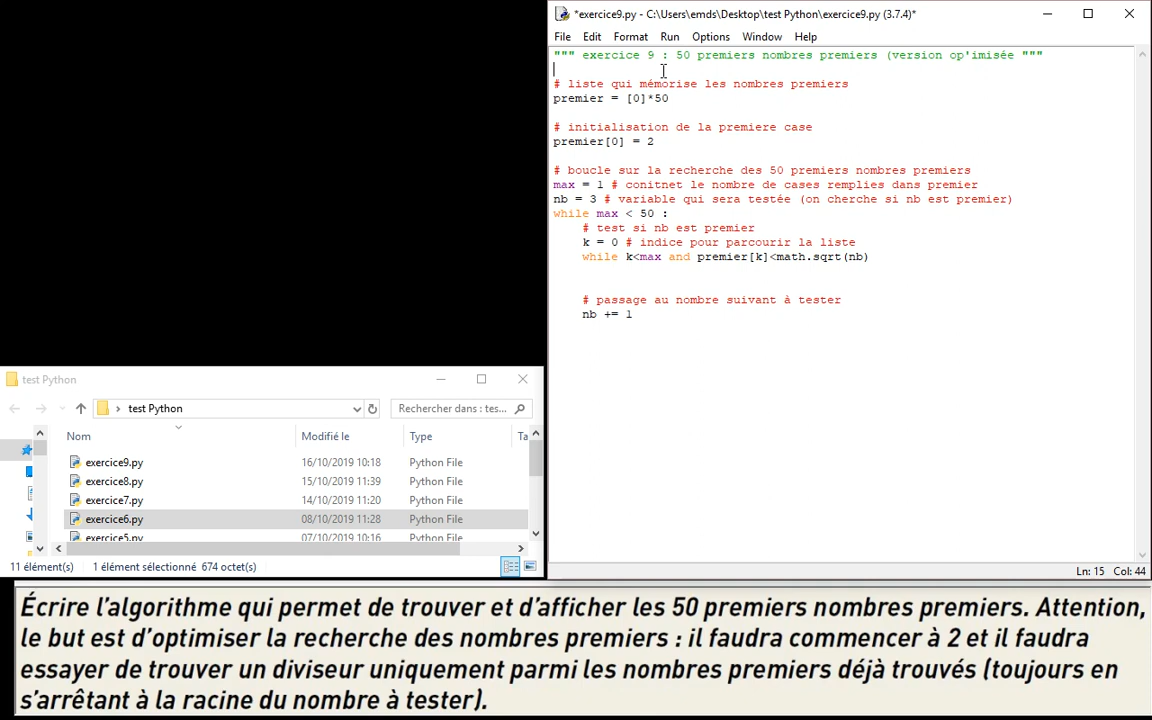 *exercice9.py - C:\Users\emds\Desktop\test Python\exercice9.py (3.7.4)*
File Edit Format Run Options Window Help
""" exercice 9 : 50 premiers nombres premiers (version op'imisée """
# liste qui mémorise les nombres premiers
premier = [0]*50
# initialisation de la premiere case
premier[0] = 2
# boucle sur la recherche des 50 premiers nombres premiers
max = 1 # conitnet le nombre de cases remplies dans premier
nb = 3 # variable qui sera testée (on cherche si nb est premier)
while max < 50 :
# test si nb est premier
k = 0 # indice pour parcourir la liste
while k<max and premier[k]<math.sqrt(nb)
# passage au nombre suivant à tester
nb += 1
Ln: 15 Col: 44
test Python
test Python
Rechercher dans : tes...
Nom Modifié le Type Ta
exercice9.py 16/10/2019 10:18 Python File
exercice8.py 15/10/2019 11:39 Python File
exercice7.py 14/10/2019 11:20 Python File
exercice6.py 08/10/2019 11:28 Python File
exercice5.py 07/10/2019 10:16 Python File
11 élément(s) 1 élément sélectionné 674 octet(s)
Écrire l'algorithme qui permet de trouver et d'afficher les 50 premiers nombres premiers. Attention,
le but est d'optimiser la recherche des nombres premiers : il faudra commencer à 2 et il faudra
essayer de trouver un diviseur uniquement parmi les nombres premiers déjà trouvés (toujours en
s'arrêtant à la racine du nombre à tester).